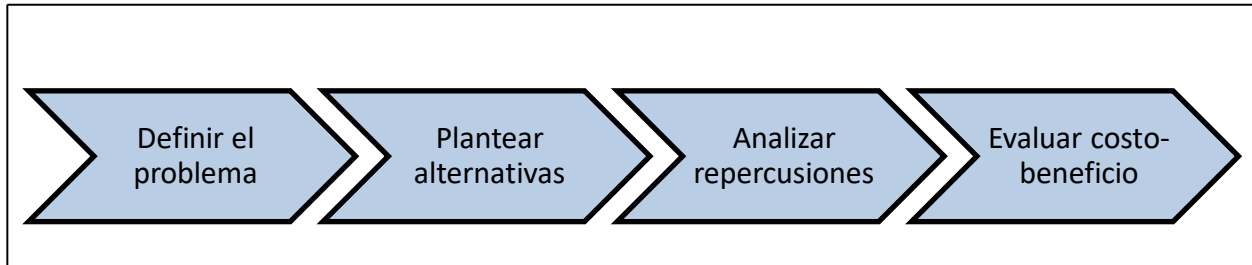 Definir el
problema
Plantear
alternativas
Analizar
repercusiones
Evaluar costo-
beneficio